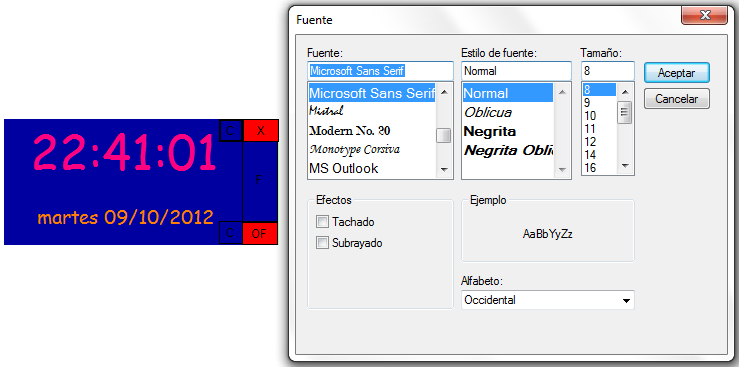 C
X
22:41:01
F
martes 09/10/2012
C
OF
Fuente
Fuente:
Microsoft Sans Serif
Microsoft Sans Serif
Mistral
Modern No. 20
Monotype Corsiva
MS Outlook
Estilo de fuente:
Normal
Normal
Oblicua
Negrita
Negrita Obli
Tamaño:
8
8
9
10
11
12
14
16
Aceptar
Cancelar
Efectos
Tachado
Subrayado
Ejemplo
AaBbYyZz
Alfabeto:
Occidental